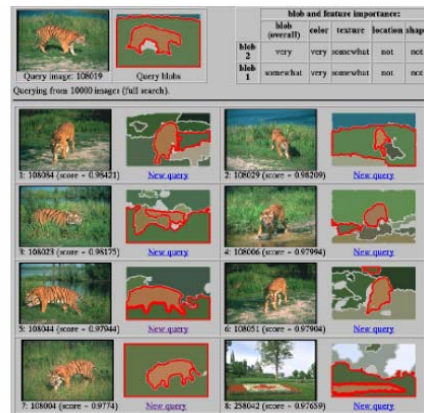 blob and feature importance:
blob (overall) color texture location shape
blob 2 very very somewhat not not
blob 1 somewhat very somewhat not not
Query image: 108019 Query blobs
Querying from 10000 images (full search).
1: 108084 (score = 0.98421) New query
2: 108029 (score = 0.98209) New query
3: 108023 (score = 0.98175) New query
4: 108006 (score = 0.97994) New query
5: 108044 (score = 0.97944) New query
6: 108051 (score = 0.97904) New query
7: 108004 (score = 0.9774) New query
8: 258042 (score = 0.97659) New query